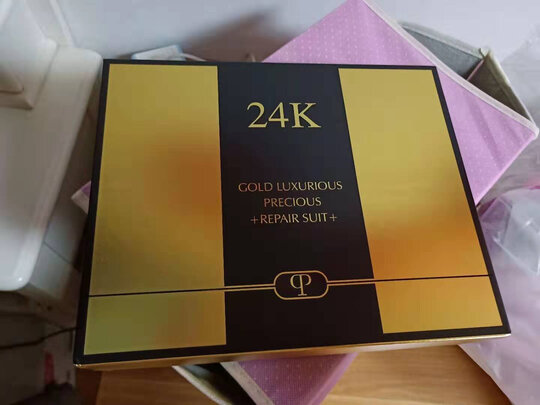 24K
GOLD LUXURIOUS
PRECIOUS
+REPAIR SUIT+